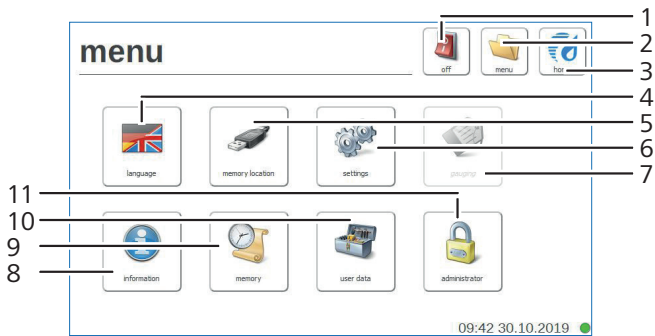 1
2
3
4
5
6
7
11
10
9
8
menu
off
menu
language
memory location
settings
gauging
information
memory
user data
administrator
09:42 30.10.2019